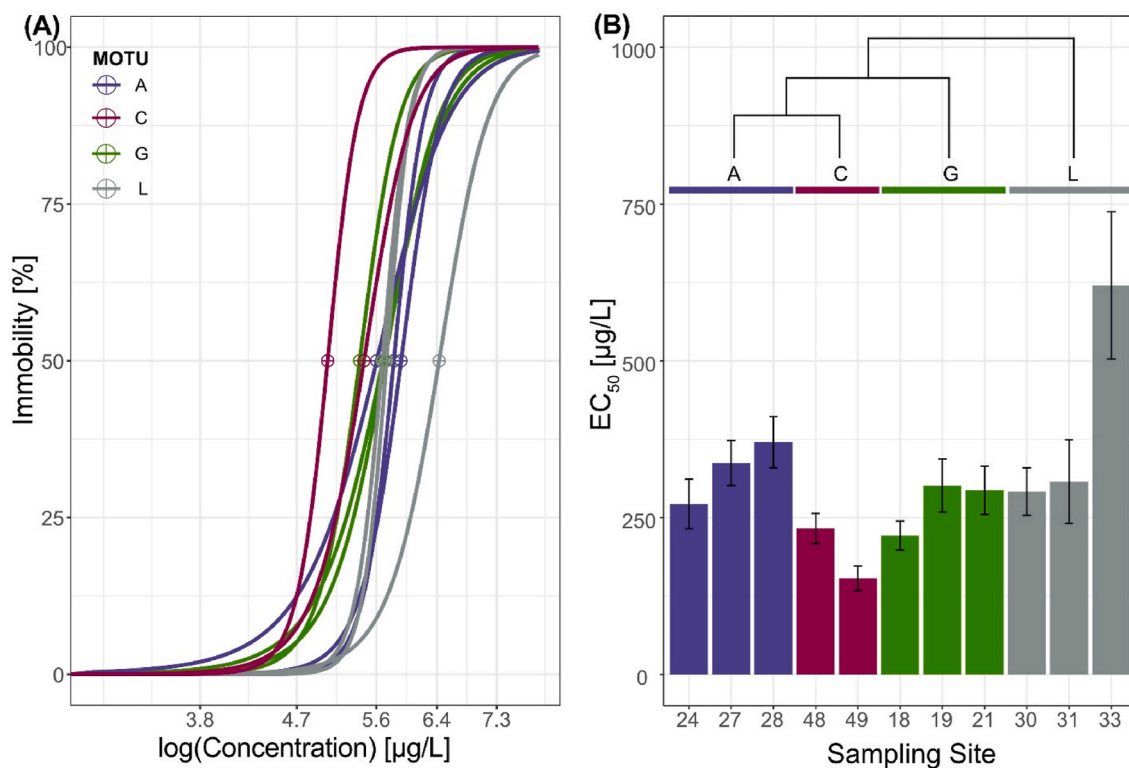 (A)
MOTU
A
C
G
L
100
75
50
25
0
Immobility [%]
3.8 4.7 5.6 6.4 7.3
log(Concentration) [µg/L]
(B)
1000
750
500
250
0
EC50 [µg/L]
A C G L
24 27 28 48 49 18 19 21 30 31 33
Sampling Site